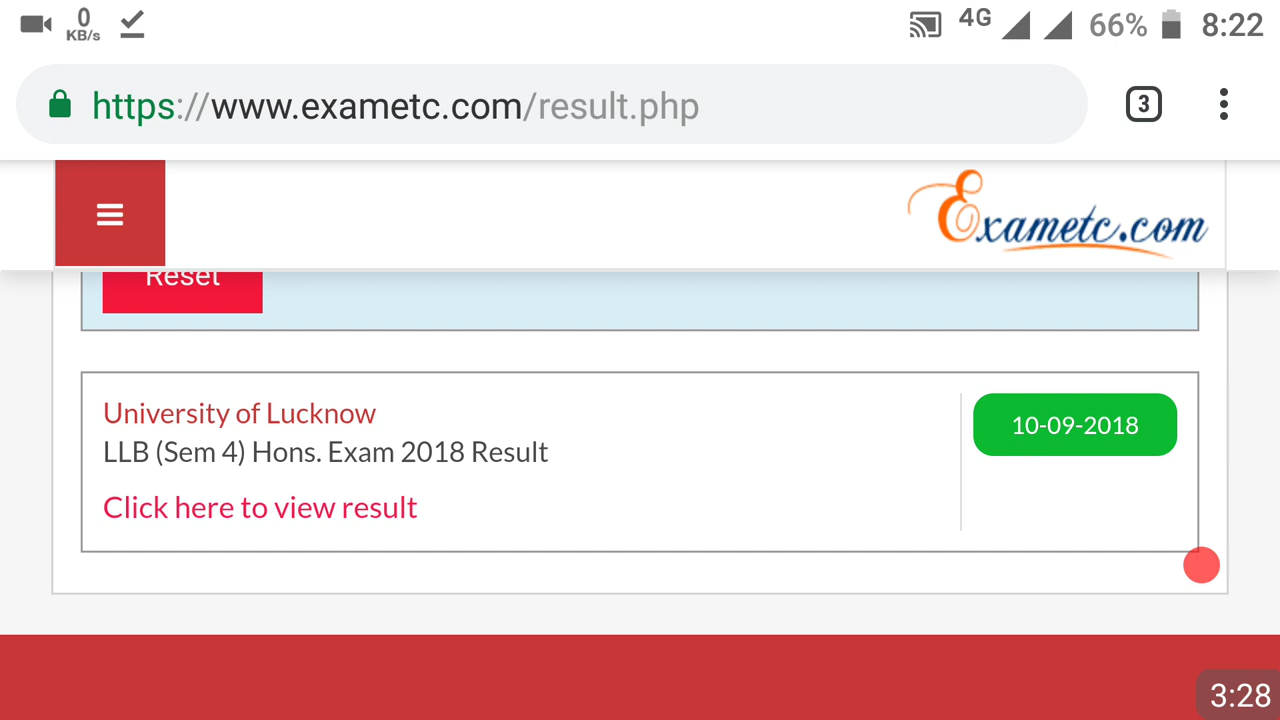 0
KB/s
4G
66%
8:22
https://www.exametc.com/result.php
3
Exametc.com
Reset
University of Lucknow
10-09-2018
LLB (Sem 4) Hons. Exam 2018 Result
Click here to view result
3:28